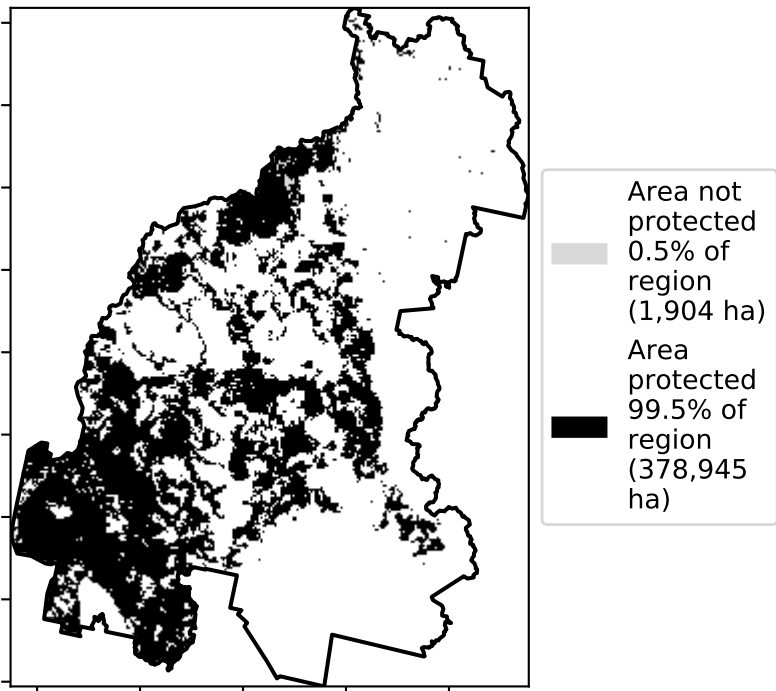 Area not
protected
0.5% of
region
(1,904 ha)
Area
protected
99.5% of
region
(378,945
ha)